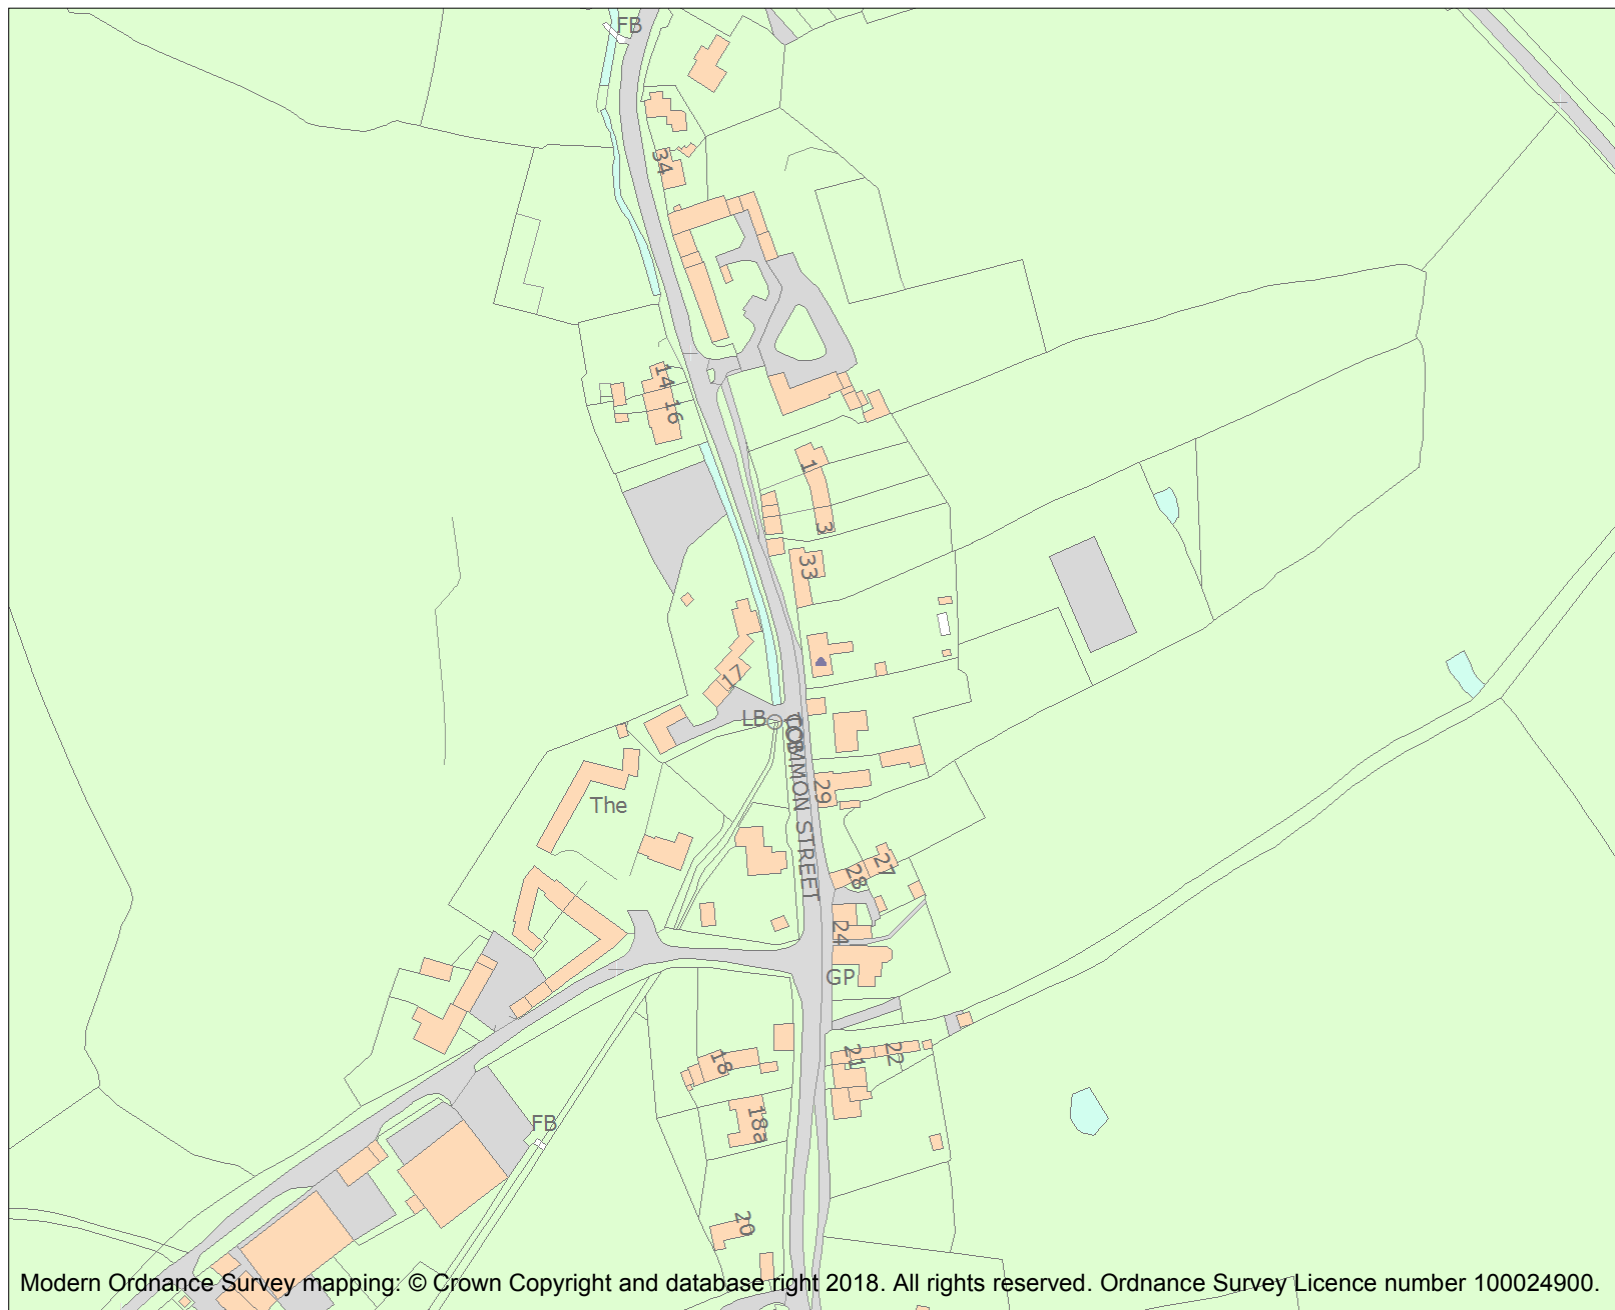 FB
34
14
16
1
3
33
17
LB
TCB
COMMON STREET
The
29
27
28
24
GP
21
22
18
18a
FB
20
Modern Ordnance Survey mapping: © Crown Copyright and database right 2018. All rights reserved. Ordnance Survey Licence number 100024900.